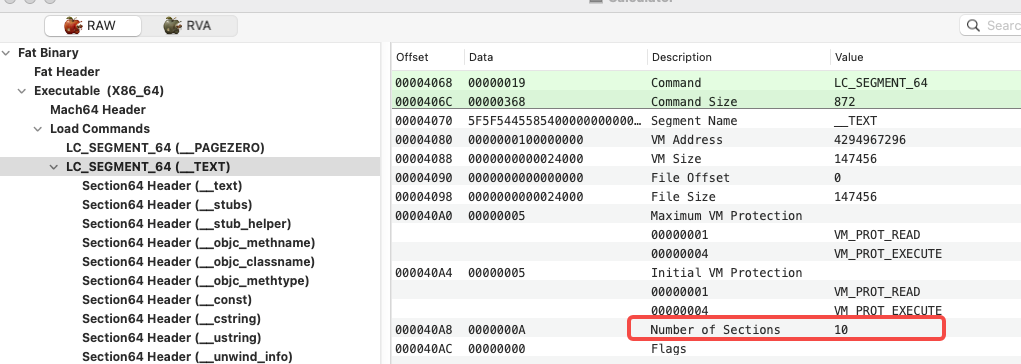 Calculator
RAW
RVA
Search
Fat Binary
Fat Header
Executable (X86_64)
Mach64 Header
Load Commands
LC_SEGMENT_64 (__PAGEZERO)
LC_SEGMENT_64 (__TEXT)
Section64 Header (__text)
Section64 Header (__stubs)
Section64 Header (__stub_helper)
Section64 Header (__objc_methname)
Section64 Header (__objc_classname)
Section64 Header (__objc_methtype)
Section64 Header (__const)
Section64 Header (__cstring)
Section64 Header (__ustring)
Section64 Header (__unwind_info)
Offset Data Description Value
00004068 00000019 Command LC_SEGMENT_64
0000406C 00000368 Command Size 872
00004070 5F5F5445585400000000000... Segment Name __TEXT
00004080 0000000100000000 VM Address 4294967296
00004088 0000000000024000 VM Size 147456
00004090 0000000000000000 File Offset 0
00004098 0000000000024000 File Size 147456
000040A0 00000005 Maximum VM Protection
00000001 VM_PROT_READ
00000004 VM_PROT_EXECUTE
000040A4 00000005 Initial VM Protection
00000001 VM_PROT_READ
00000004 VM_PROT_EXECUTE
000040A8 0000000A Number of Sections 10
000040AC 00000000 Flags